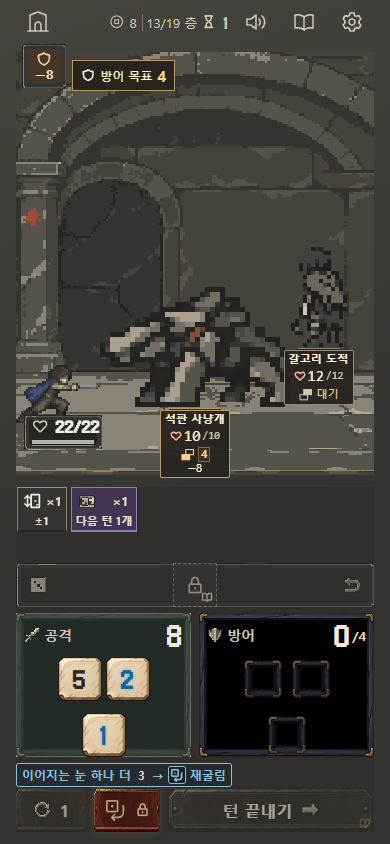 8 13/19 층 1
−8
방어 목표 4
갈고리 도적
12/12
대기
22/22
석판 사냥개
10/10
4
−8
×1
±1
×1
다음 턴 1개
공격 8
5 2
1
방어 0/4
이어지는 눈 하나 더 3 → 재굴림
1
턴 끝내기